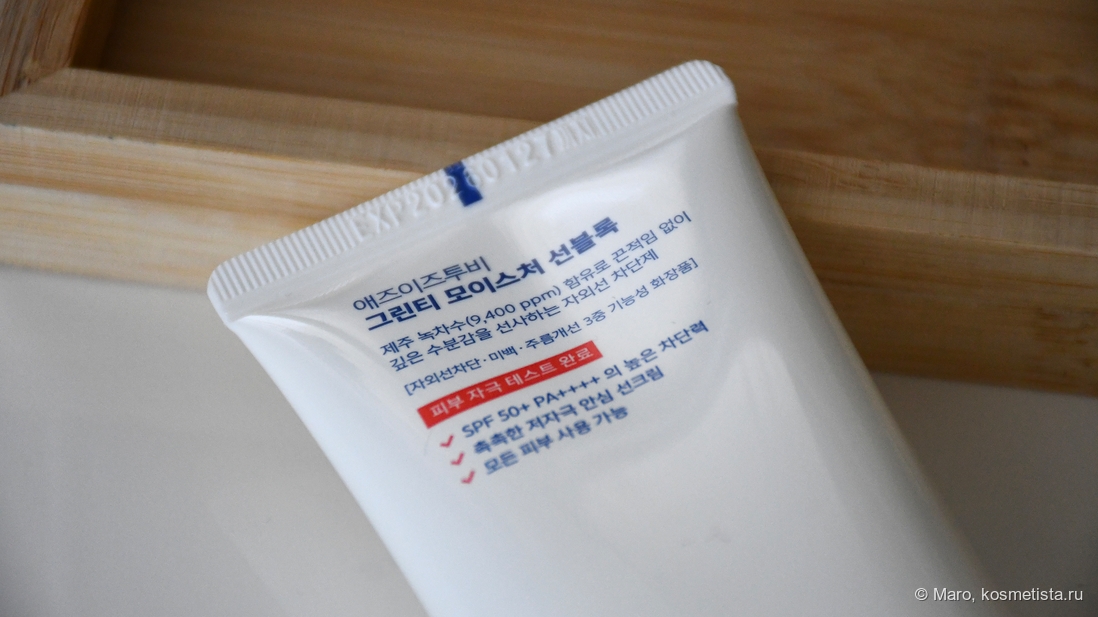 EXP20260127
애즈이즈투비
그린티 모이스처 선블록
제주 녹차수(9,400 ppm) 함유로 끈적임 없이
깊은 수분감을 선사하는 자외선 차단제
[자외선차단·미백·주름개선 3중 기능성 화장품]
피부 자극 테스트 완료
SPF 50+ PA++++ 의 높은 차단력
촉촉한 저자극 안심 선크림
모든 피부 사용 가능
© Maro, kosmetista.ru